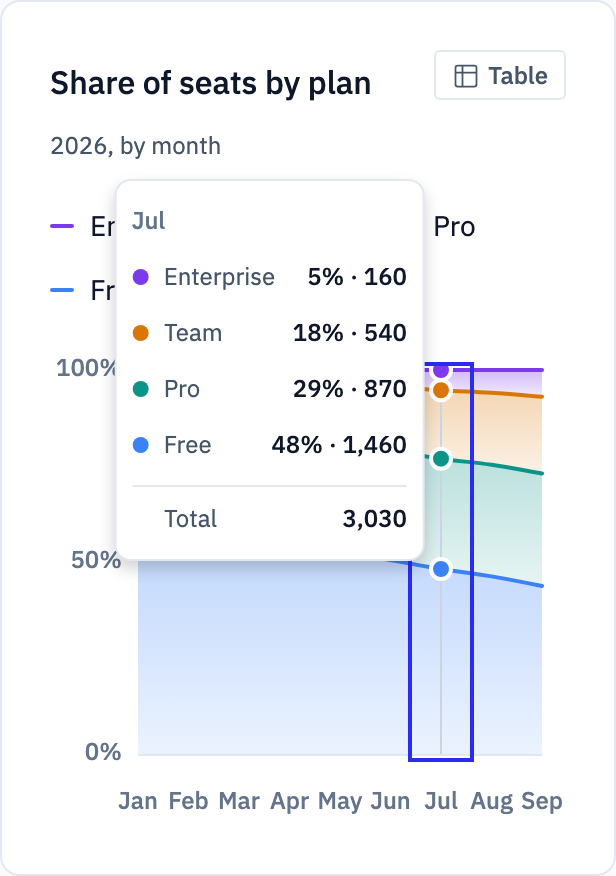 Share of seats by plan
Table
2026, by month
Jul
Pro
Enterprise 5% · 160
Team 18% · 540
Pro 29% · 870
Free 48% · 1,460
Total 3,030
100%
50%
0%
Jan Feb Mar Apr May Jun Jul Aug Sep